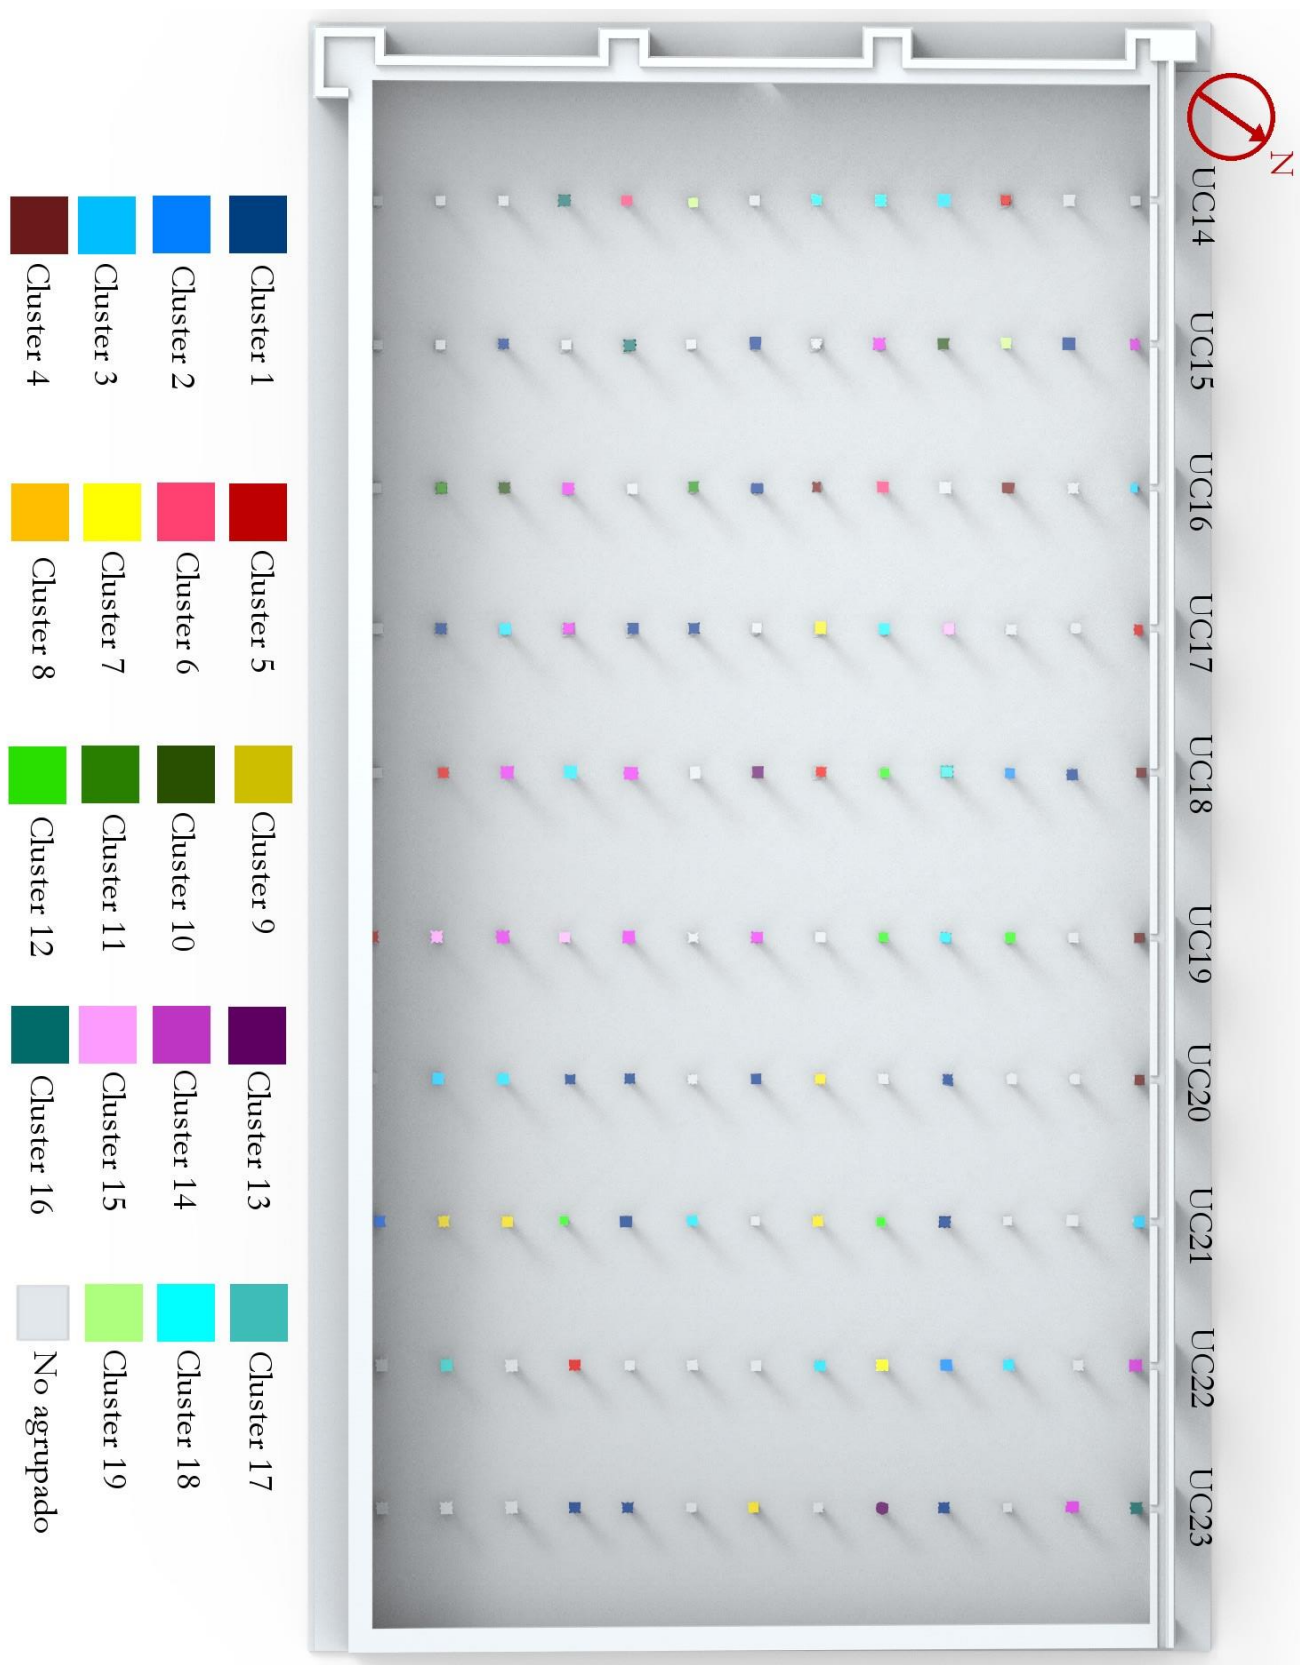 N
UC14
UC15
UC16
UC17
UC18
UC19
UC20
UC21
UC22
UC23
Cluster 1
Cluster 2
Cluster 3
Cluster 4
Cluster 5
Cluster 6
Cluster 7
Cluster 8
Cluster 9
Cluster 10
Cluster 11
Cluster 12
Cluster 13
Cluster 14
Cluster 15
Cluster 16
Cluster 17
Cluster 18
Cluster 19
No agrupado